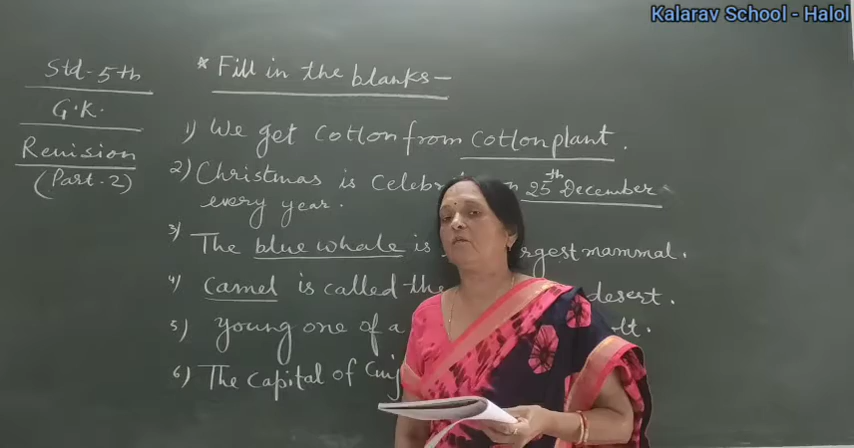 Kalarav School - Halol
Std-5th
G.K.
Revision
(Part-2)
* Fill in the blanks-
1) We get cotton from cotton plant.
2) Christmas is Celebr n 25th December
every year.
3) The blue whale is rgest mammal.
4) Camel is called the desert.
5) Young one of a lt.
6) The Capital of Guj